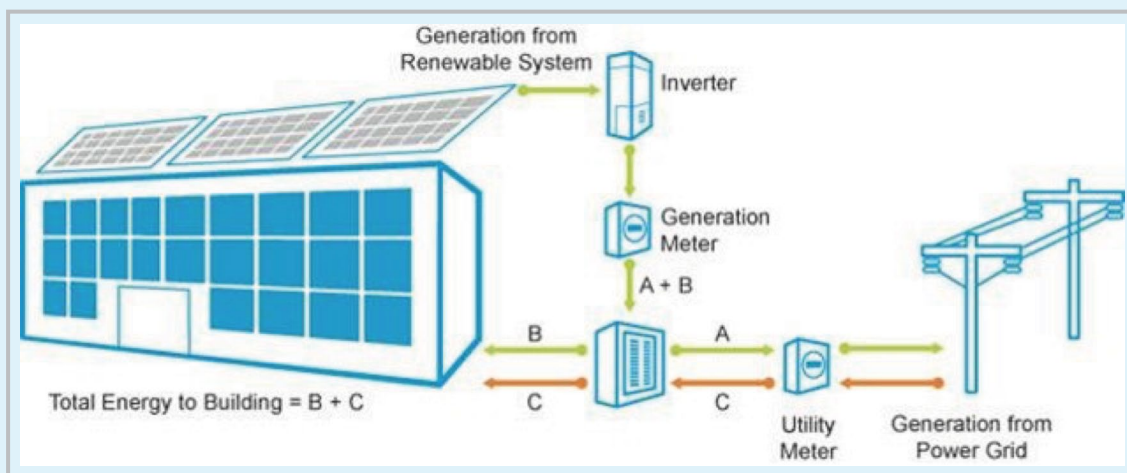 Generation from
Renewable System
Inverter
Generation
Meter
A + B
B
A
C
C
Total Energy to Building = B + C
Utility
Meter
Generation from
Power Grid